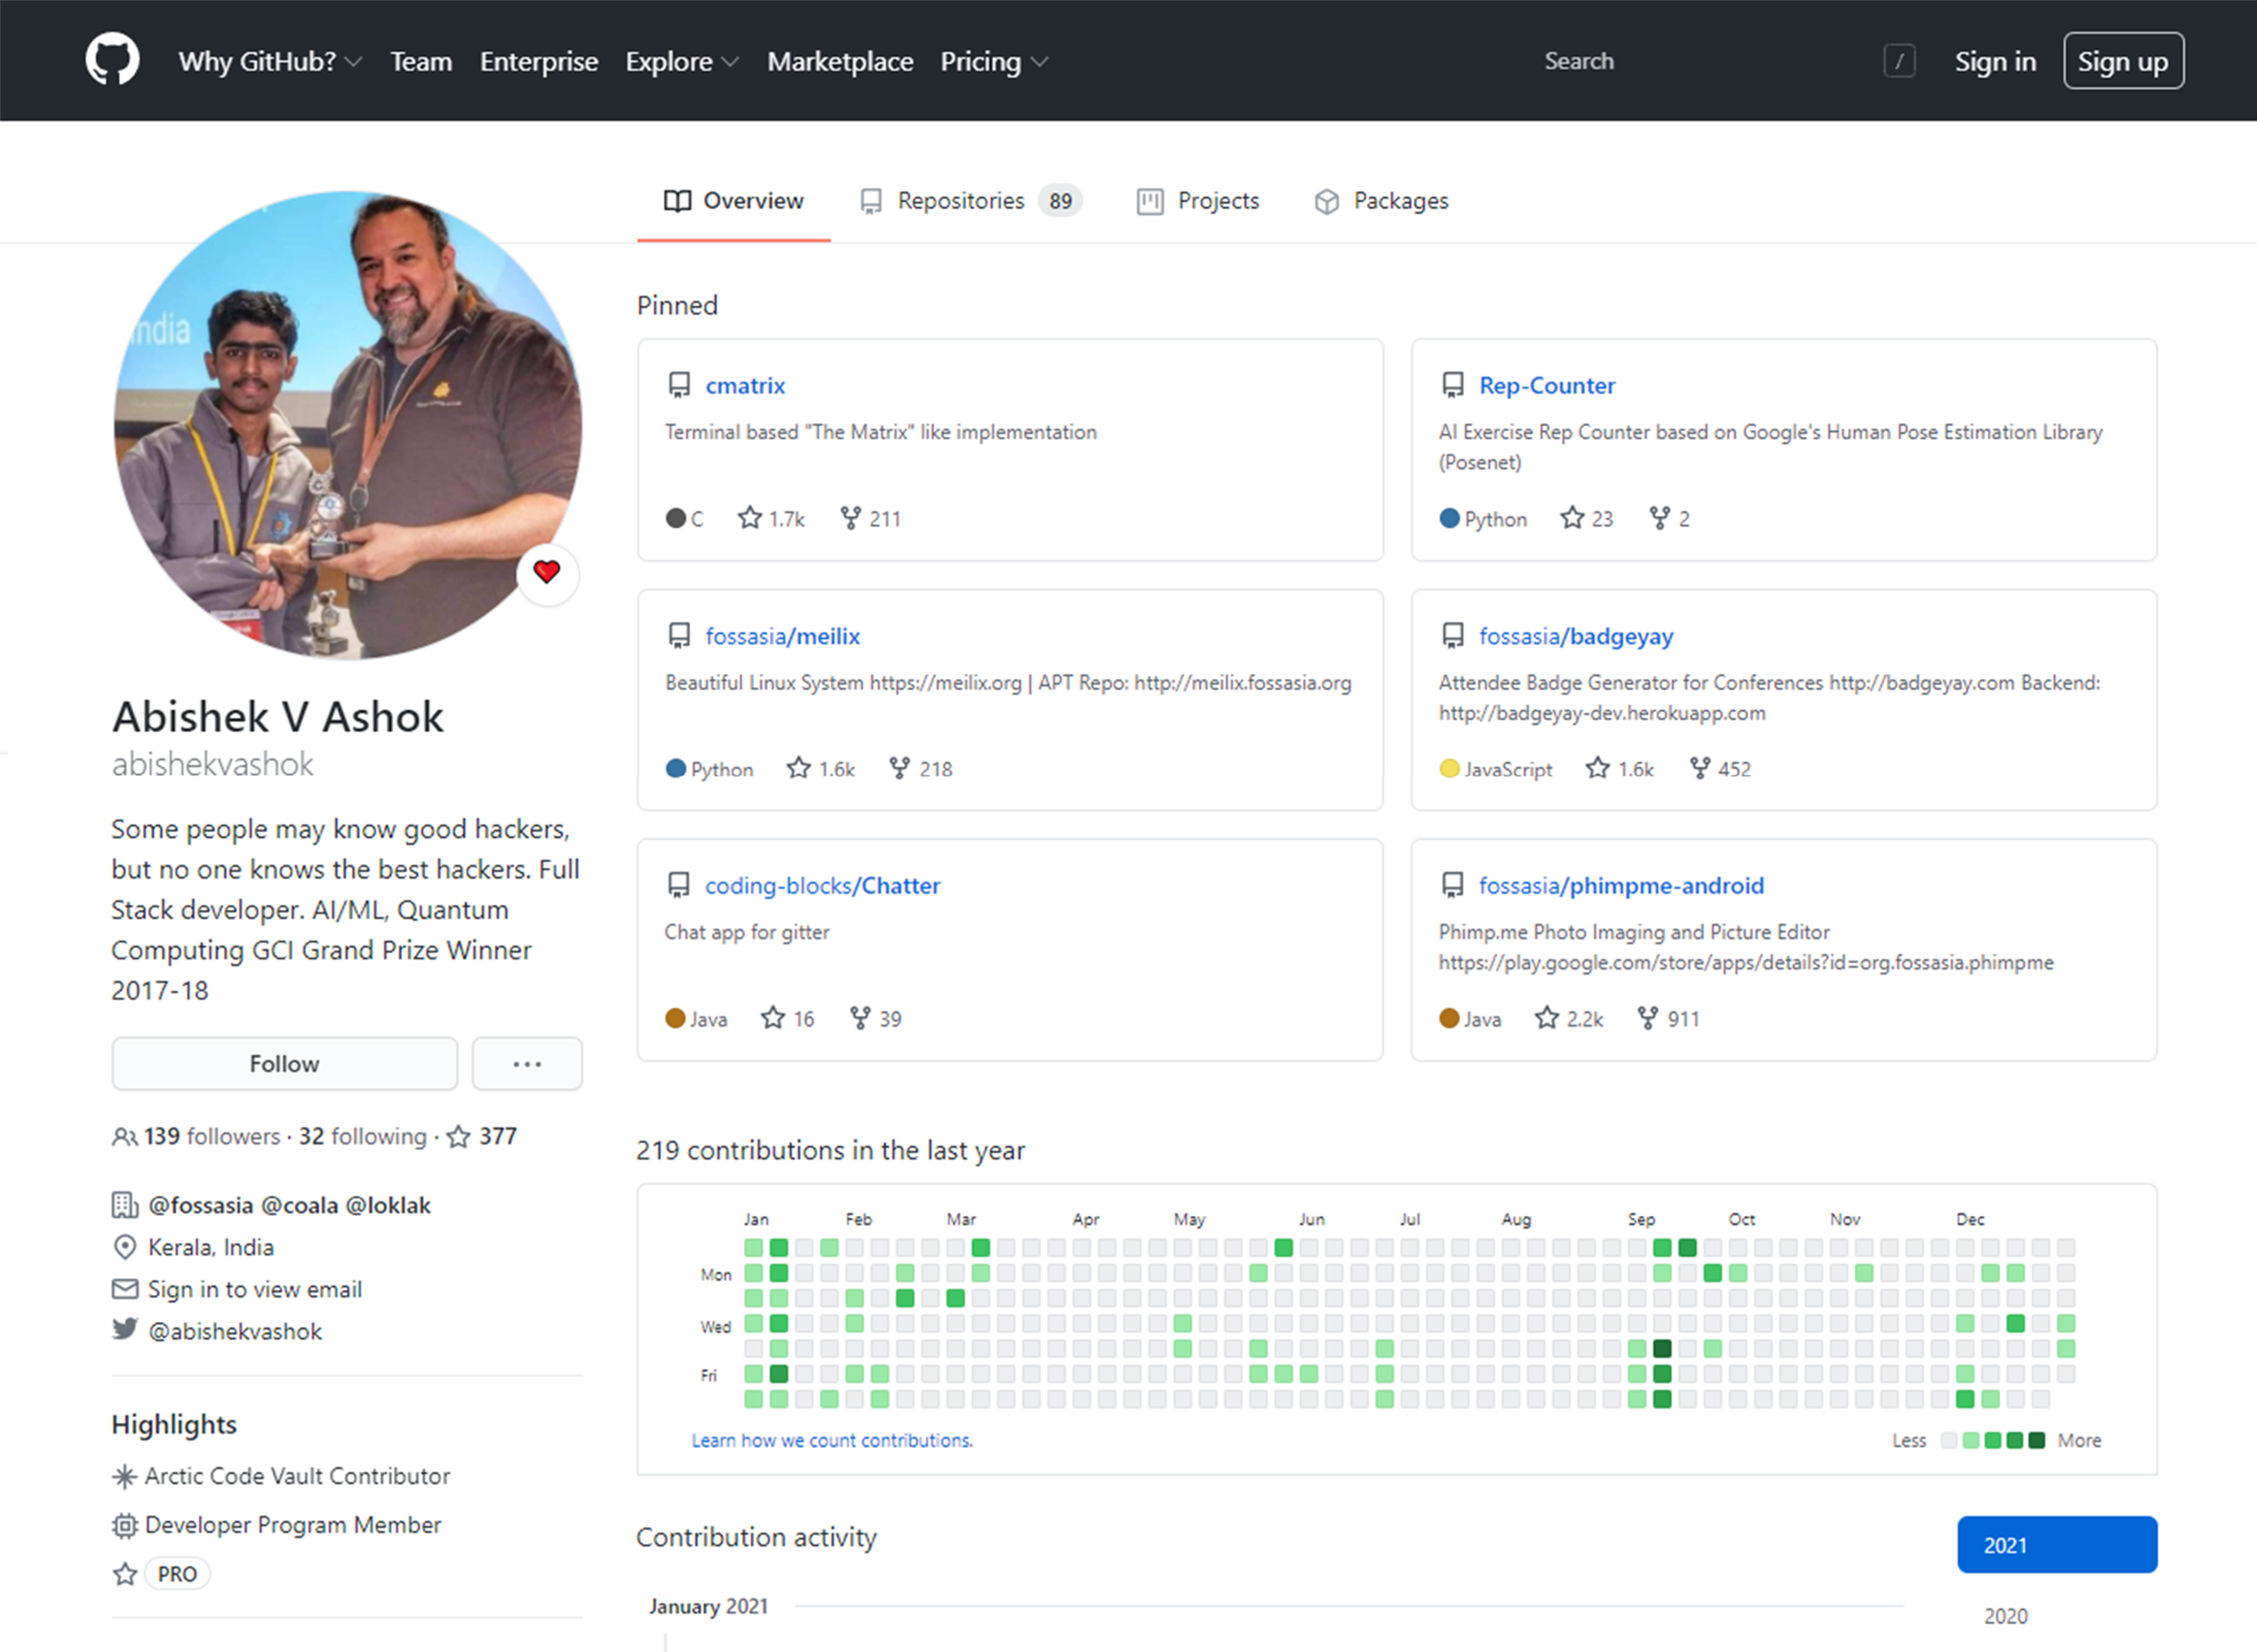 Why GitHub? Team Enterprise Explore Marketplace Pricing Search / Sign in Sign up
Overview Repositories 89 Projects Packages
ndia
Abishek V Ashok
abishekvashok
Some people may know good hackers,
but no one knows the best hackers. Full
Stack developer. AI/ML, Quantum
Computing GCI Grand Prize Winner
2017-18
Follow ...
139 followers · 32 following · 377
@fossasia @coala @loklak
Kerala, India
Sign in to view email
@abishekvashok
Highlights
Arctic Code Vault Contributor
Developer Program Member
PRO
Pinned
cmatrix
Terminal based "The Matrix" like implementation
C 1.7k 211
Rep-Counter
AI Exercise Rep Counter based on Google's Human Pose Estimation Library
(Posenet)
Python 23 2
fossasia/meilix
Beautiful Linux System https://meilix.org | APT Repo: http://meilix.fossasia.org
Python 1.6k 218
fossasia/badgeyay
Attendee Badge Generator for Conferences http://badgeyay.com Backend:
http://badgeyay-dev.herokuapp.com
JavaScript 1.6k 452
coding-blocks/Chatter
Chat app for gitter
Java 16 39
fossasia/phimpme-android
Phimp.me Photo Imaging and Picture Editor
https://play.google.com/store/apps/details?id=org.fossasia.phimpme
Java 2.2k 911
219 contributions in the last year
Jan Feb Mar Apr May Jun Jul Aug Sep Oct Nov Dec
Mon
Wed
Fri
Learn how we count contributions.
Less More
Contribution activity
2021
January 2021
2020